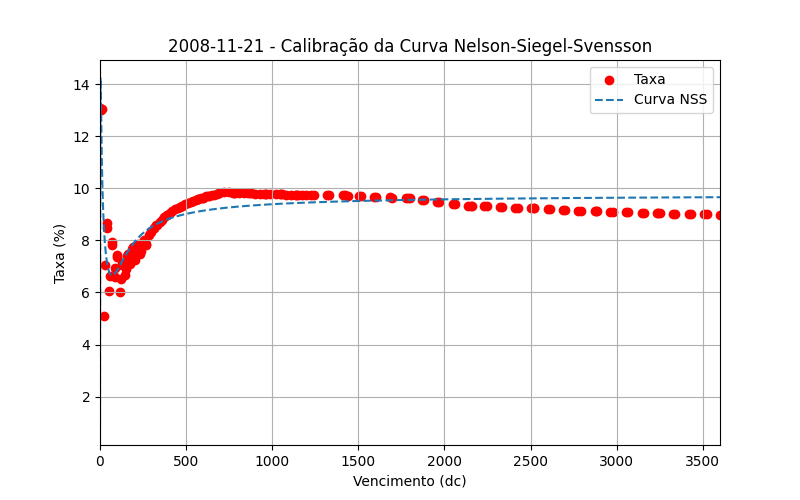 2008-11-21 - Calibração da Curva Nelson-Siegel-Svensson
Taxa
Curva NSS
Taxa (%)
14
12
10
8
6
4
2
0 500 1000 1500 2000 2500 3000 3500
Vencimento (dc)